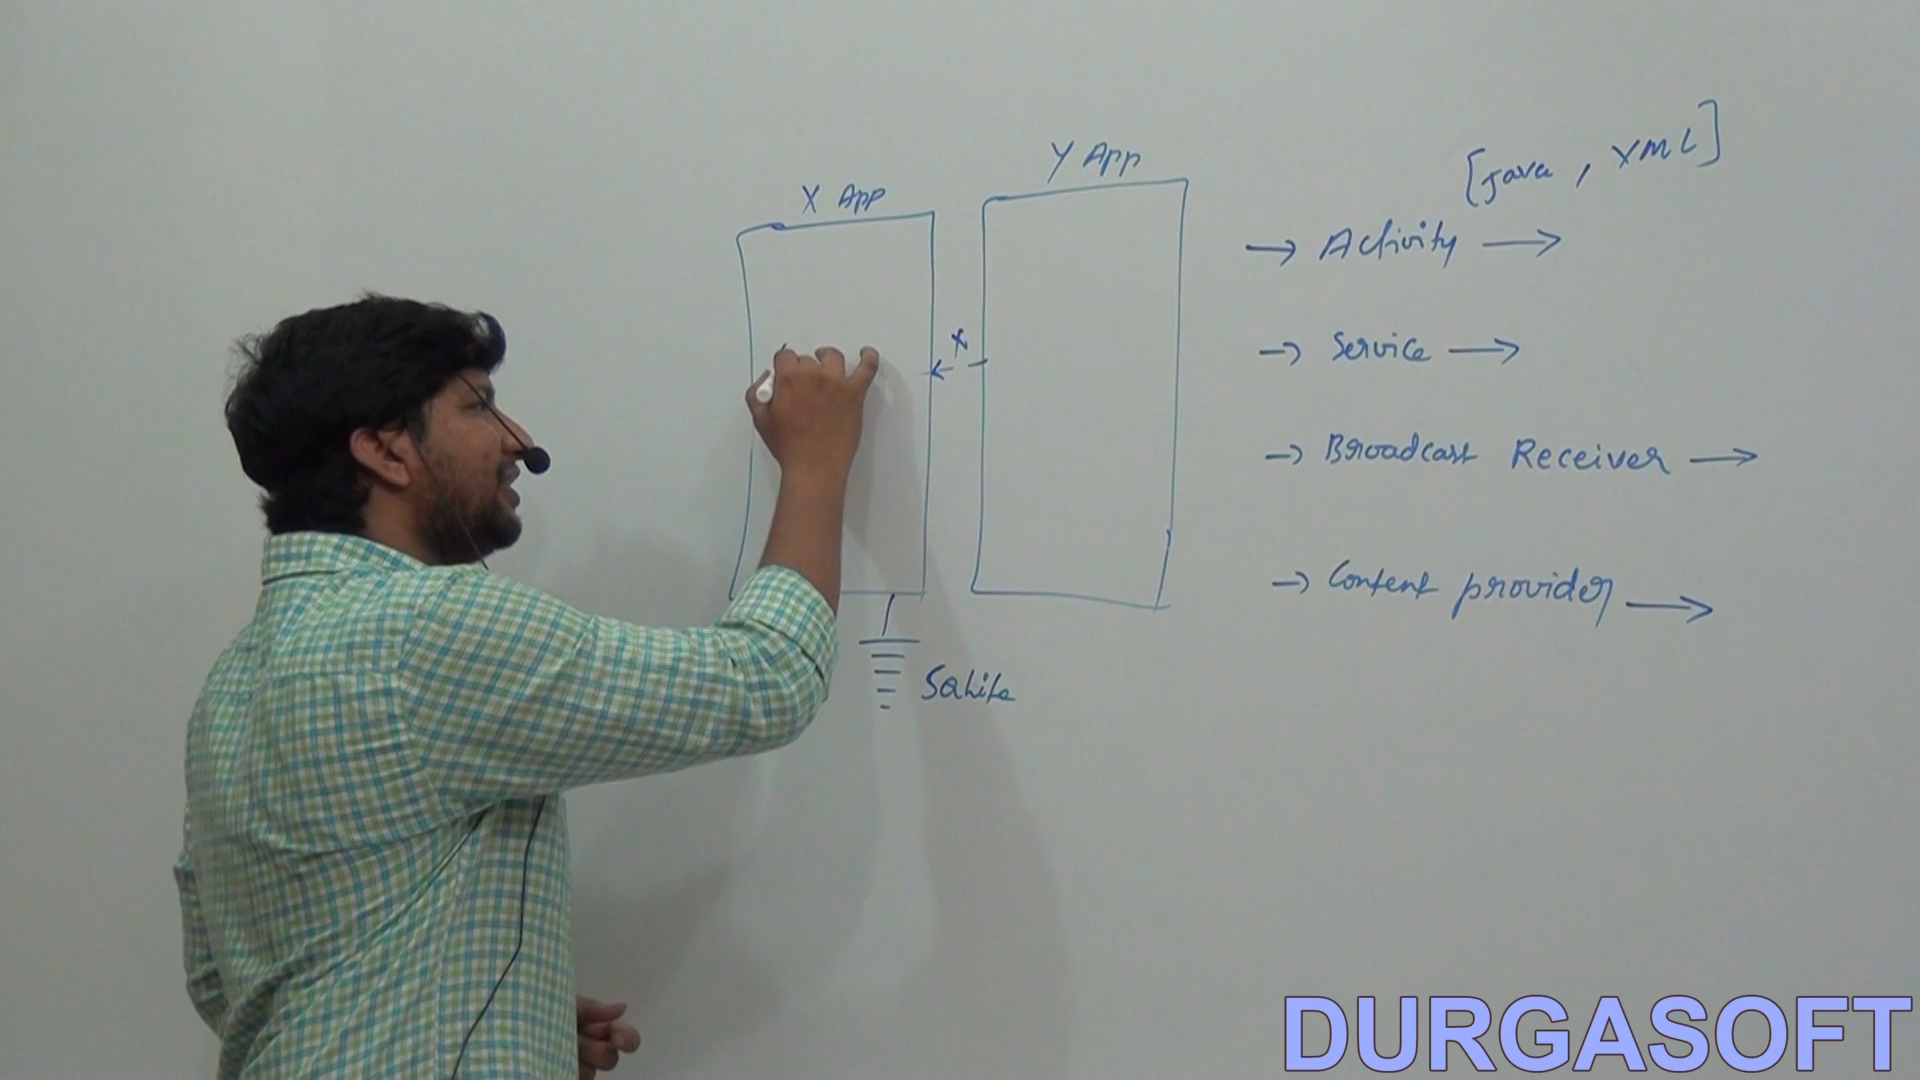 X App
Y App
[Java , XML]
→ Activity →
→ Service →
→ Broadcast Receiver →
→ Content provider →
x
Sqlite
DURGASOFT